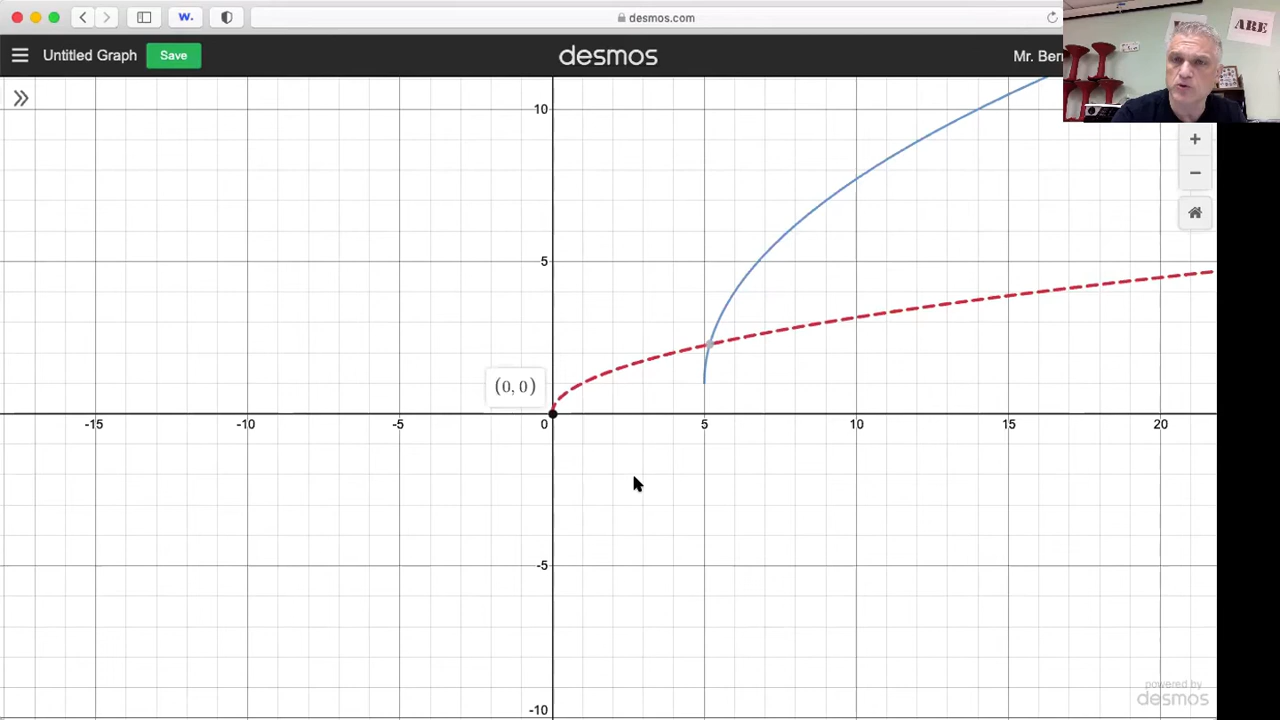 desmos.com
w.
ARE
Untitled Graph
Save
desmos
Mr. Ber
10
(0, 0)
5
-15
-10
-5
0
5
10
15
20
-5
-10
powered by
desmos